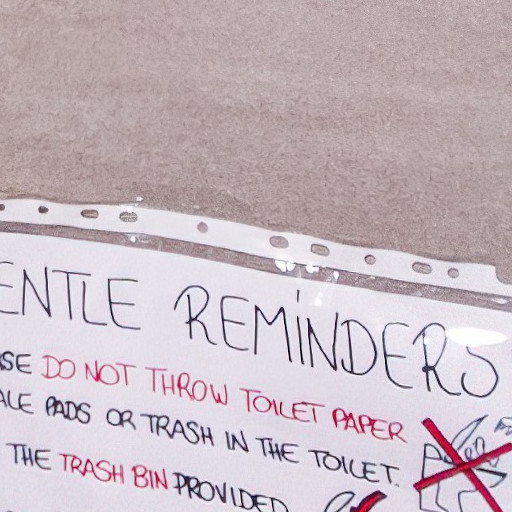 ENTLE REMINDERS
SE DO NOT THROW TOILET PAPER
ALE PADS OR TRASH IN THE TOILET.
THE TRASH BIN PROVIDED